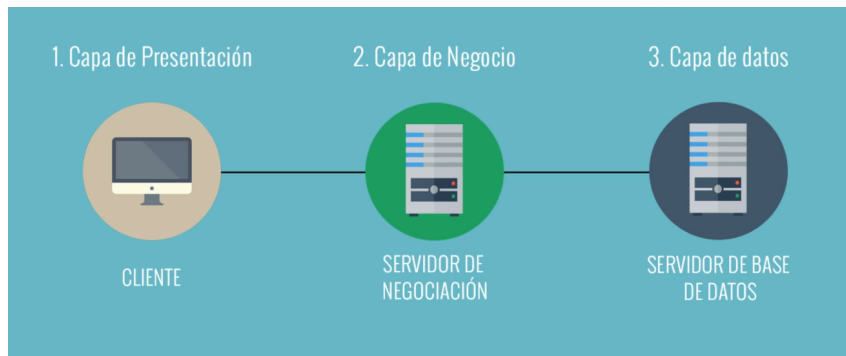 1. Capa de Presentación
2. Capa de Negocio
3. Capa de datos
CLIENTE
SERVIDOR DE
NEGOCIACIÓN
SERVIDOR DE BASE
DE DATOS